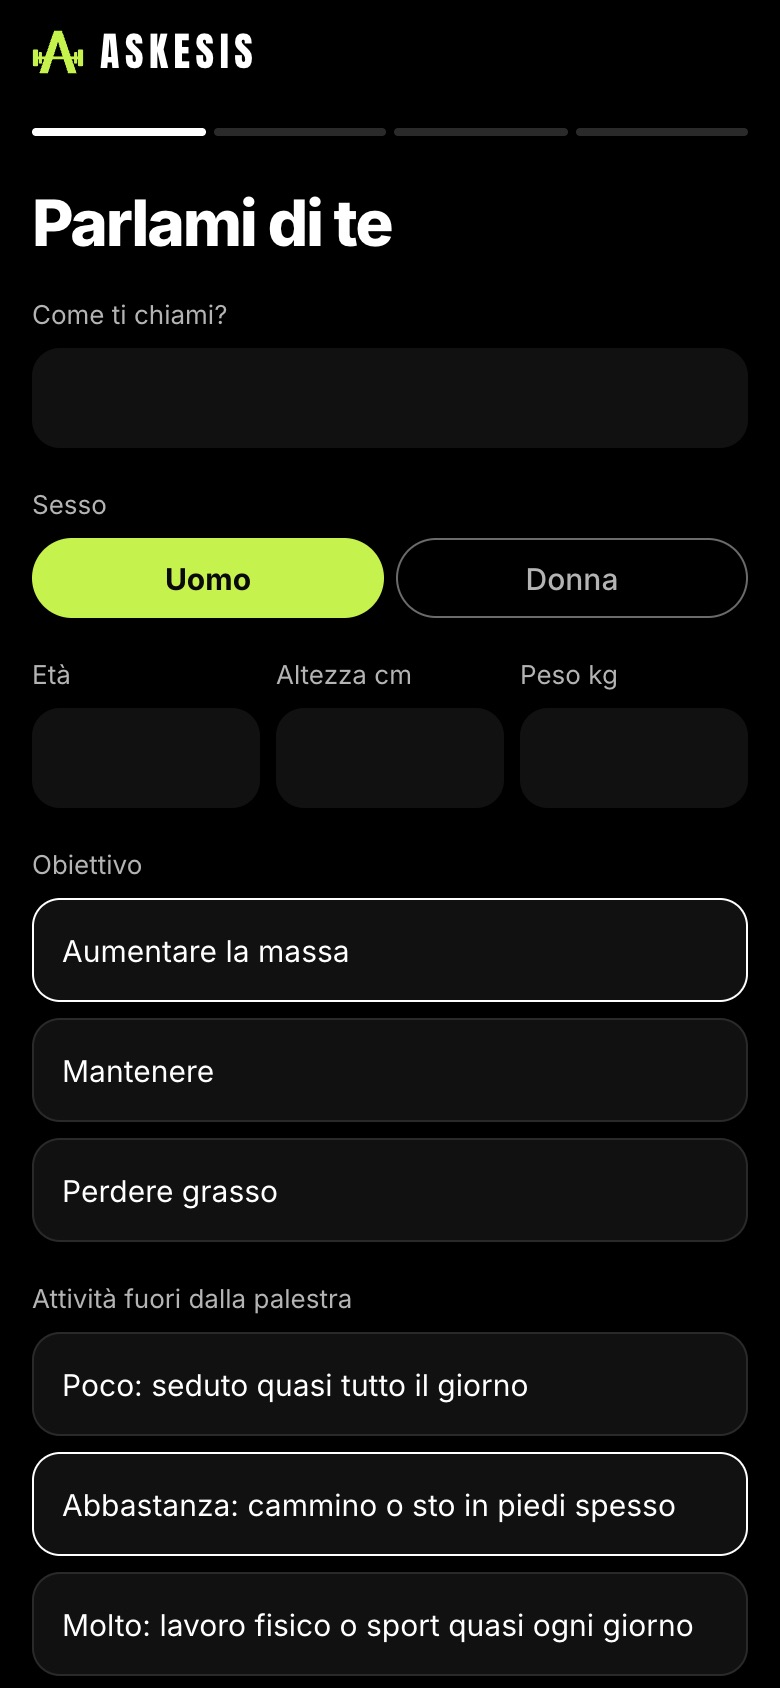 ASKESIS
Parlami di te
Come ti chiami?
Sesso
Uomo Donna
Età Altezza cm Peso kg
Obiettivo
Aumentare la massa
Mantenere
Perdere grasso
Attività fuori dalla palestra
Poco: seduto quasi tutto il giorno
Abbastanza: cammino o sto in piedi spesso
Molto: lavoro fisico o sport quasi ogni giorno